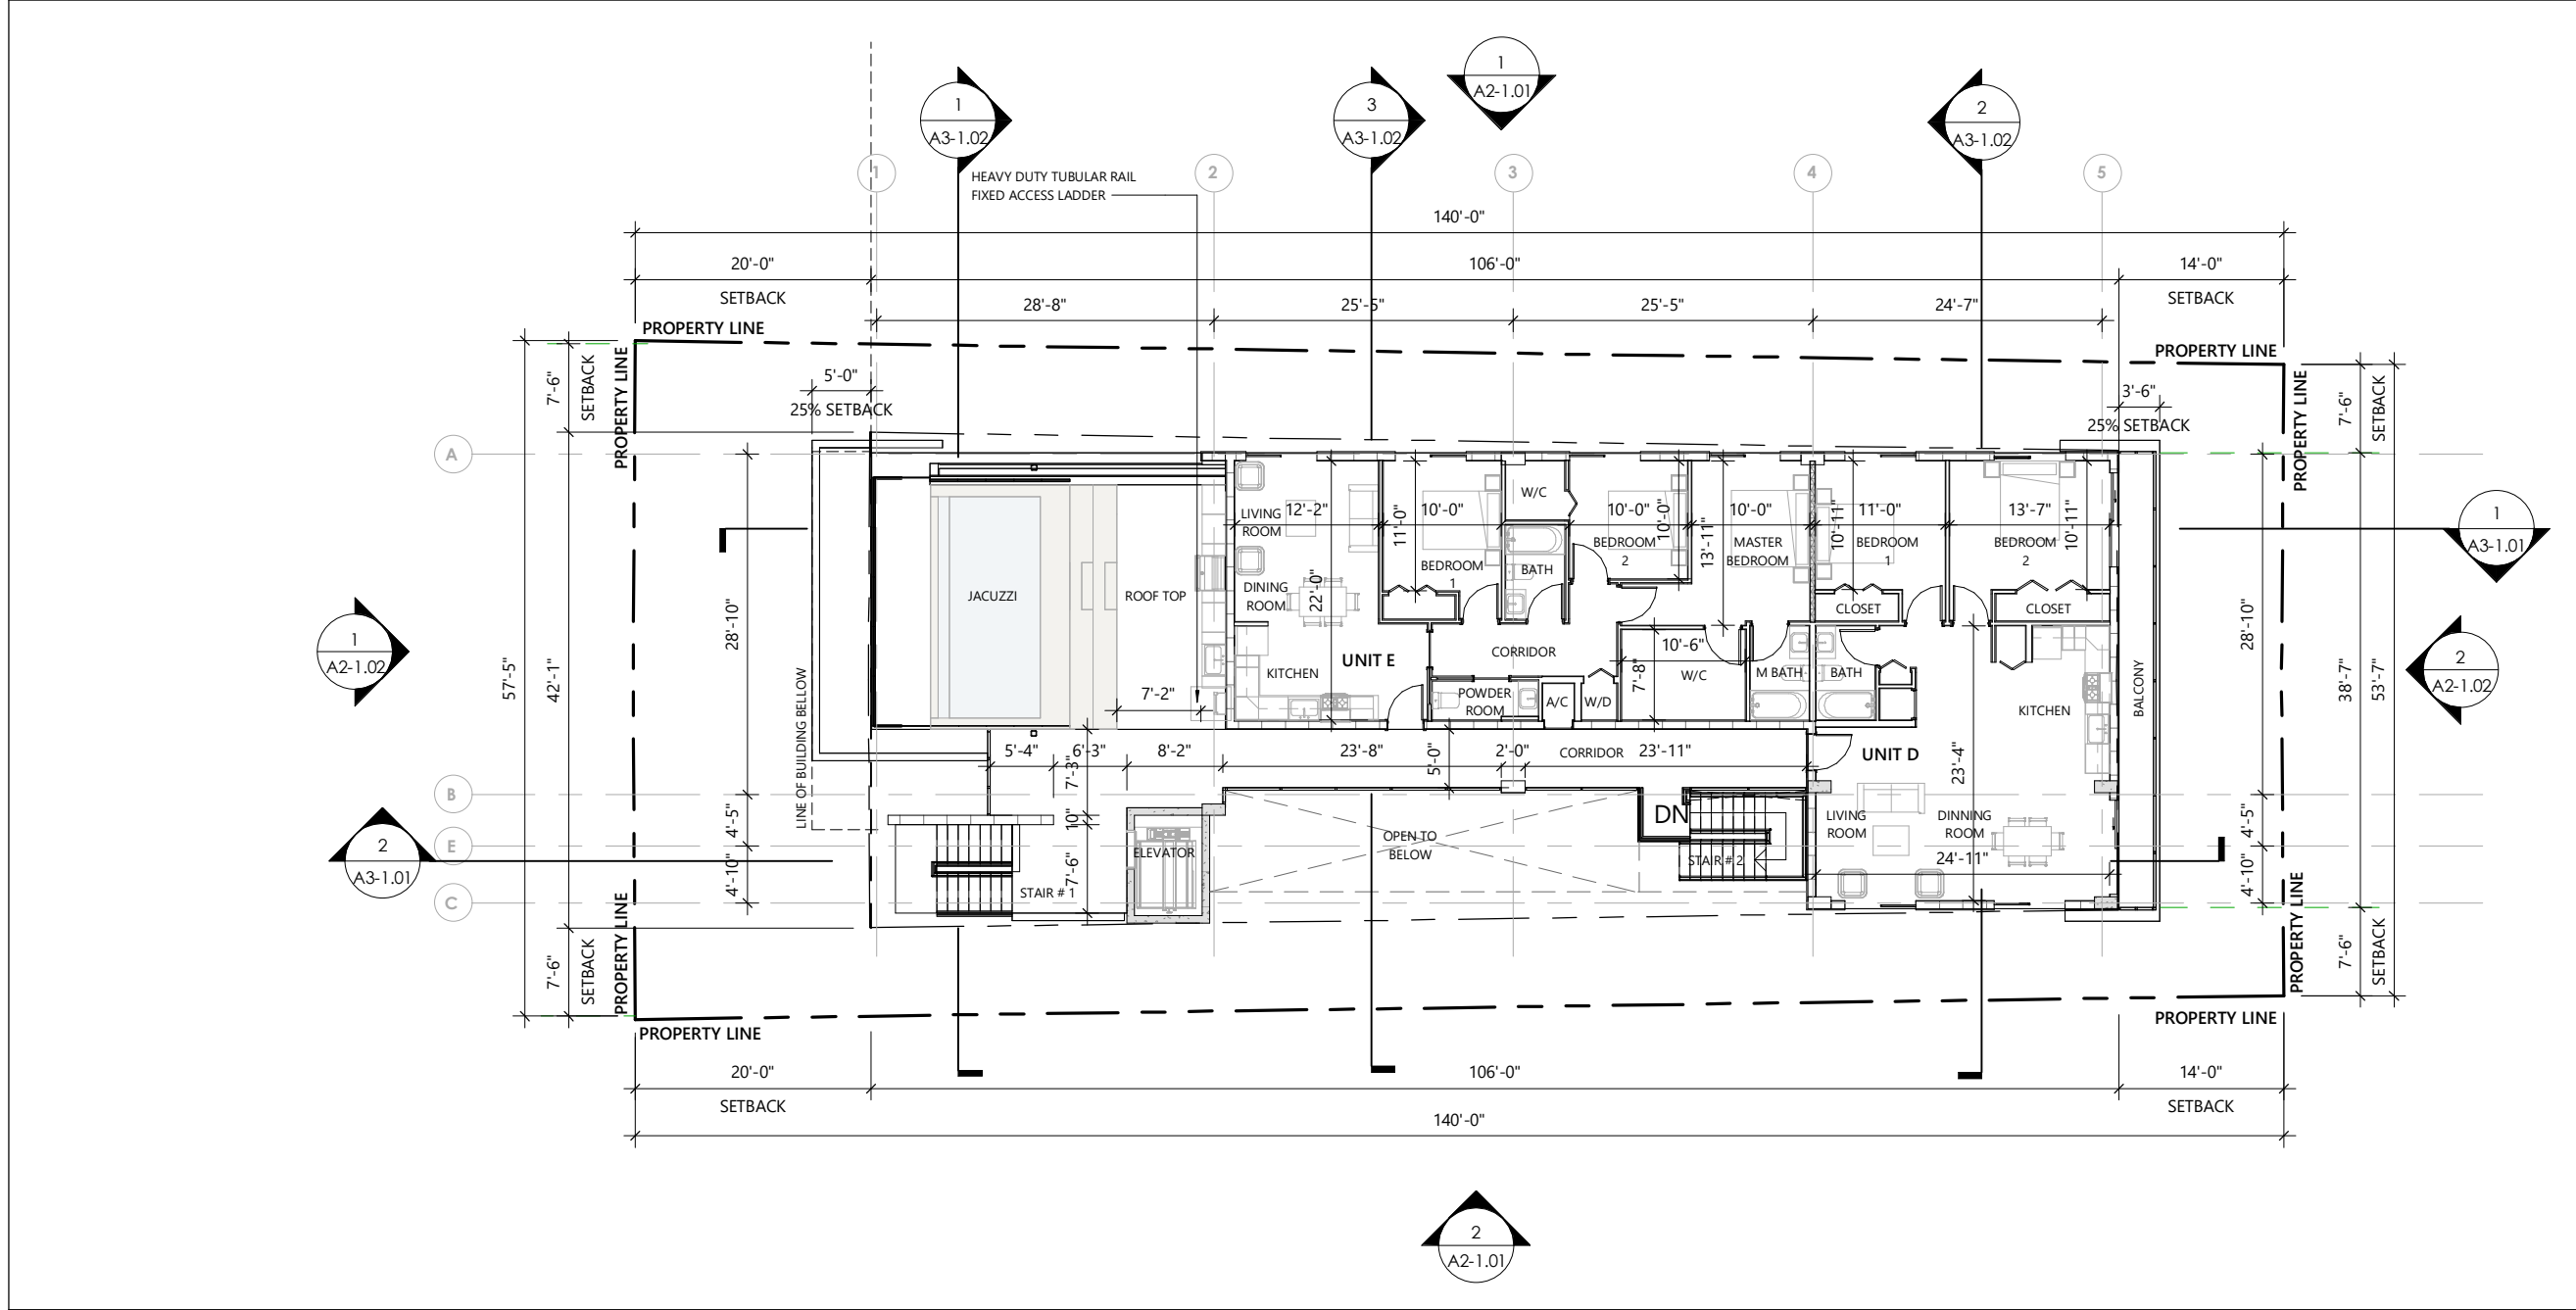 1
A2-1.01
1
A3-1.02
3
A3-1.02
2
A3-1.02
1
2
3
4
5
HEAVY DUTY TUBULAR RAIL
FIXED ACCESS LADDER
140'-0"
20'-0"
106'-0"
14'-0"
SETBACK
SETBACK
28'-8"
25'-5"
25'-5"
24'-7"
PROPERTY LINE
PROPERTY LINE
5'-0"
25% SETBACK
3'-6"
25% SETBACK
7'-6"
SETBACK
PROPERTY LINE
PROPERTY LINE
7'-6"
SETBACK
A
W/C
LIVING
ROOM
12'-2"
11'-0"
10'-0"
10'-0"
10'-0"
13'-11"
10'-0"
10'-11"
11'-0"
13'-7"
10'-11"
1
A3-1.01
BEDROOM
1
BATH
BEDROOM
2
MASTER
BEDROOM
BEDROOM
1
BEDROOM
2
JACUZZI
ROOF TOP
DINING
ROOM
22'-0"
CLOSET
CLOSET
1
A2-1.02
57'-5"
42'-1"
28'-10"
LINE OF BUILDING BELLOW
KITCHEN
UNIT E
CORRIDOR
10'-6"
7'-8"
W/C
M BATH
BATH
KITCHEN
BALCONY
28'-10"
38'-7"
53'-7"
2
A2-1.02
7'-2"
POWDER
ROOM
A/C
W/D
5'-4"
6'-3"
8'-2"
23'-8"
5'-0"
2'-0"
CORRIDOR
23'-11"
UNIT D
23'-4"
7'-3"
B
4'-5"
10"
DN
LIVING
ROOM
DINNING
ROOM
4'-5"
OPEN TO
BELOW
2
A3-1.01
E
ELEVATOR
STAIR # 2
24'-11"
4'-10"
7'-6"
STAIR # 1
4'-10"
C
7'-6"
SETBACK
PROPERTY LINE
PROPERTY LINE
7'-6"
SETBACK
PROPERTY LINE
PROPERTY LINE
20'-0"
106'-0"
14'-0"
SETBACK
SETBACK
140'-0"
2
A2-1.01